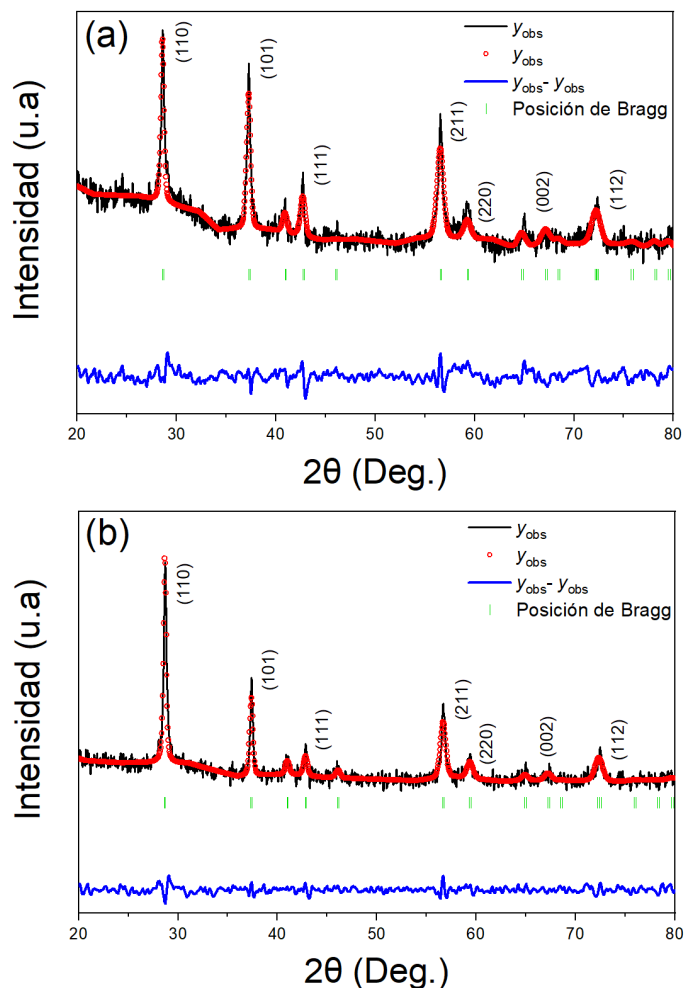 (a)
y_obs
y_obs
y_obs- y_obs
Posición de Bragg
(110)
(101)
(111)
(211)
(220)
(002)
(112)
Intensidad (u.a)
20 30 40 50 60 70 80
2θ (Deg.)
(b)
y_obs
y_obs
y_obs- y_obs
Posición de Bragg
(110)
(101)
(111)
(211)
(220)
(002)
(112)
Intensidad (u.a)
20 30 40 50 60 70 80
2θ (Deg.)